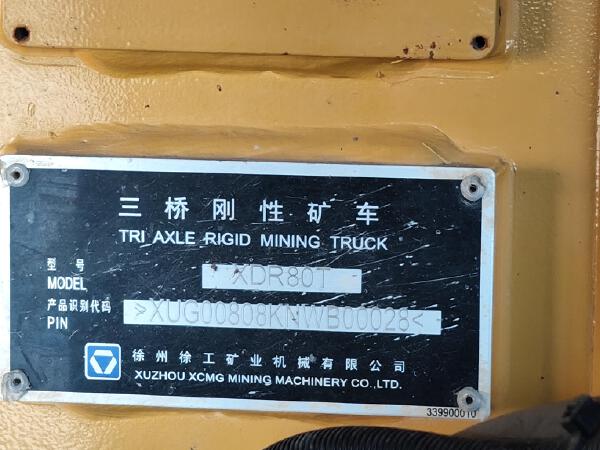 三桥刚性矿车
TRI AXLE RIGID MINING TRUCK
型号
MODEL XDR80T
产品识别代码
PIN >XUG00808KNWB00028<
徐州徐工矿业机械有限公司
XUZHOU XCMG MINING MACHINERY CO.,LTD.
339900010